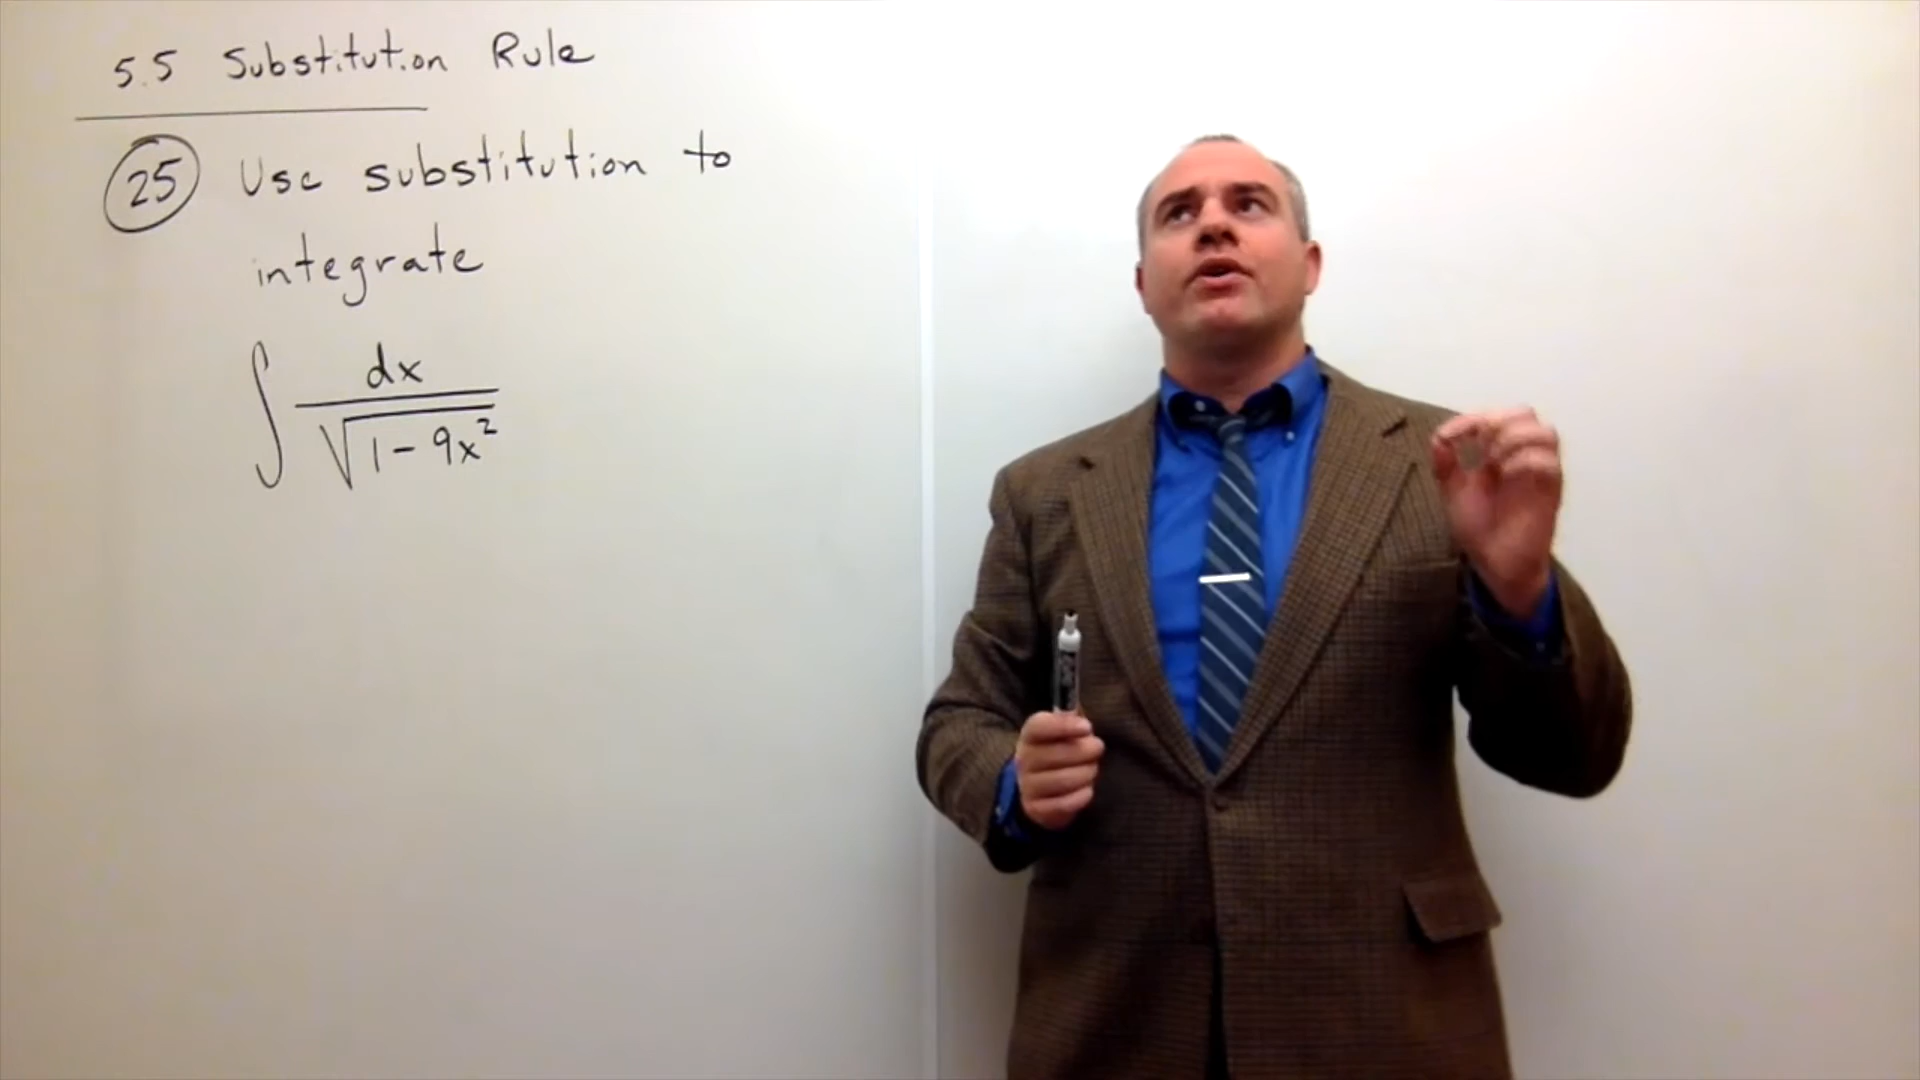 5.5 Substitution Rule
25 Use substitution to
integrate
∫ dx / √(1 - 9x²)